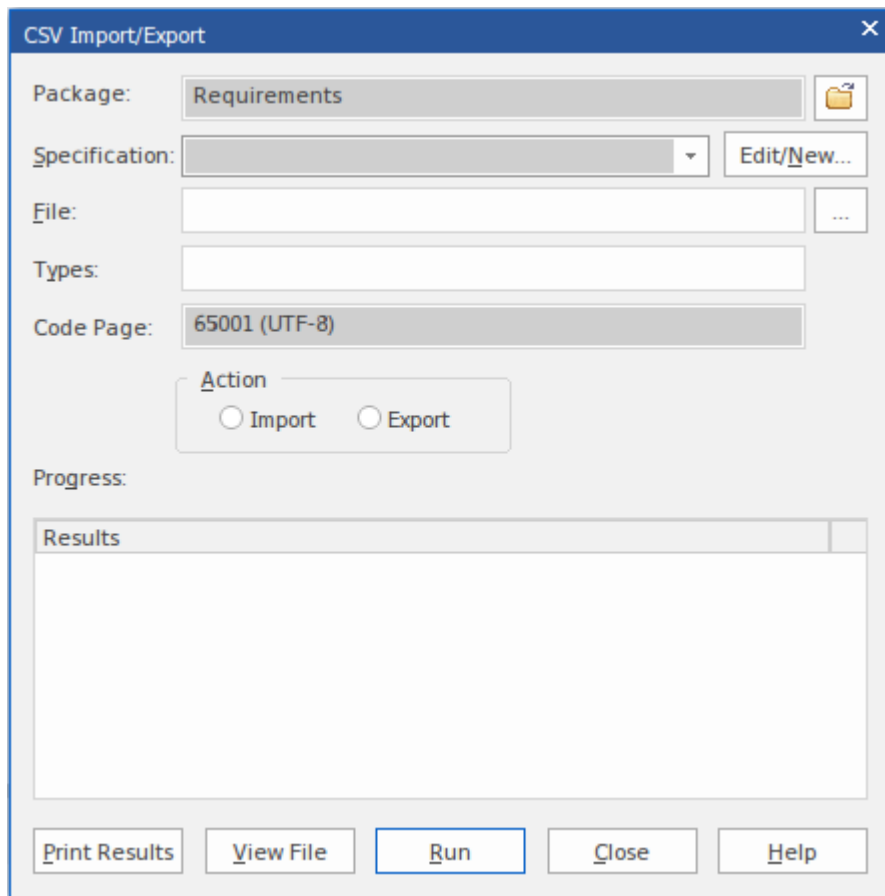 CSV Import/Export
Package: Requirements
Specification: Edit/New...
File: ...
Types:
Code Page: 65001 (UTF-8)
Action
Import Export
Progress:
Results
Print Results View File Run Close Help